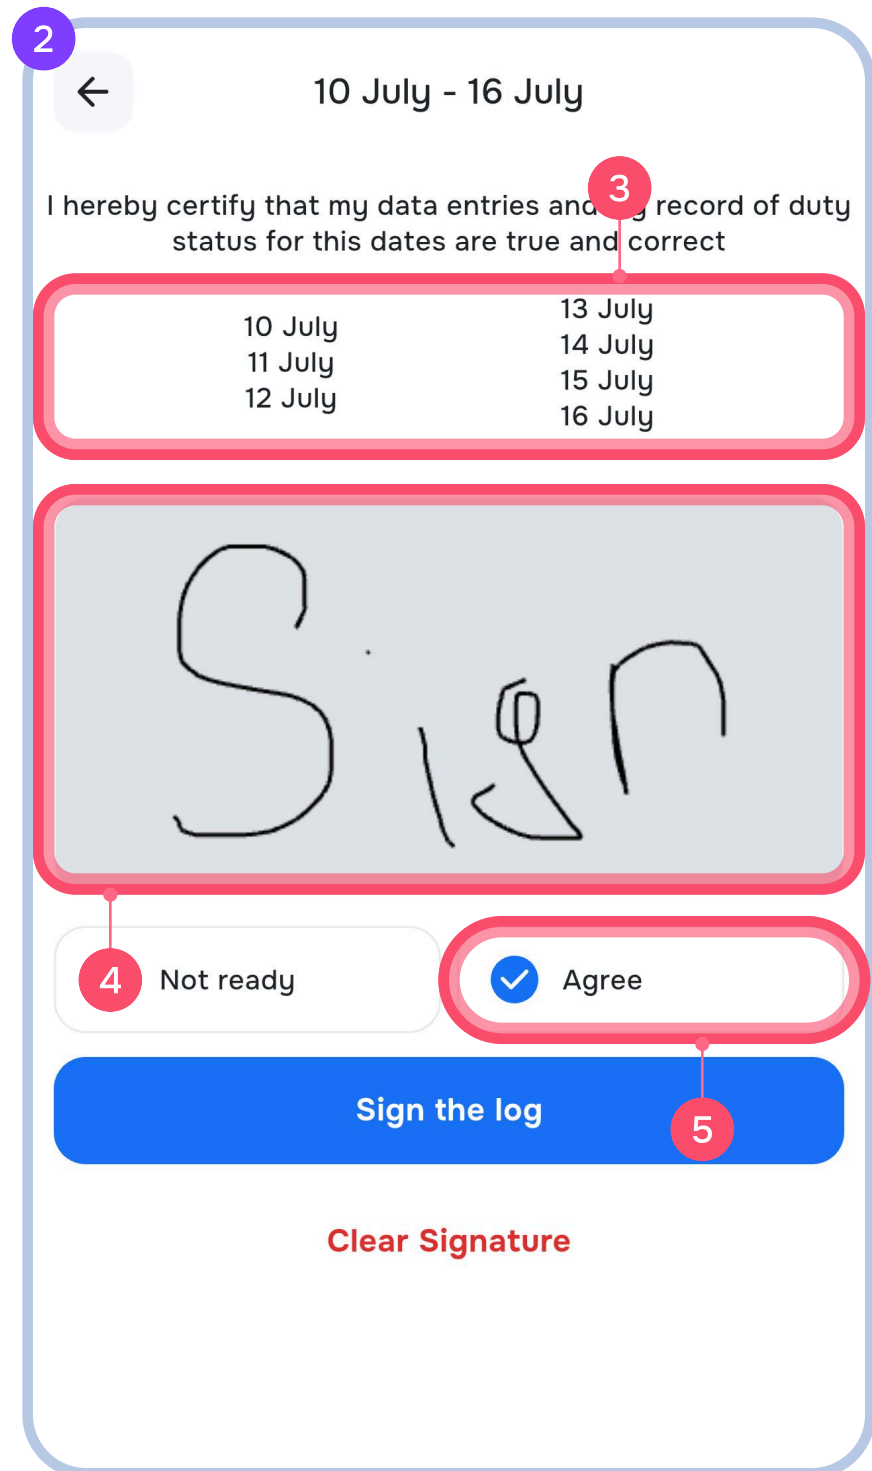 2
10 July - 16 July
3
I hereby certify that my data entries and record of duty
status for this dates are true and correct
10 July
11 July
12 July
13 July
14 July
15 July
16 July
Sign
4
Not ready
Agree
Sign the log
5
Clear Signature